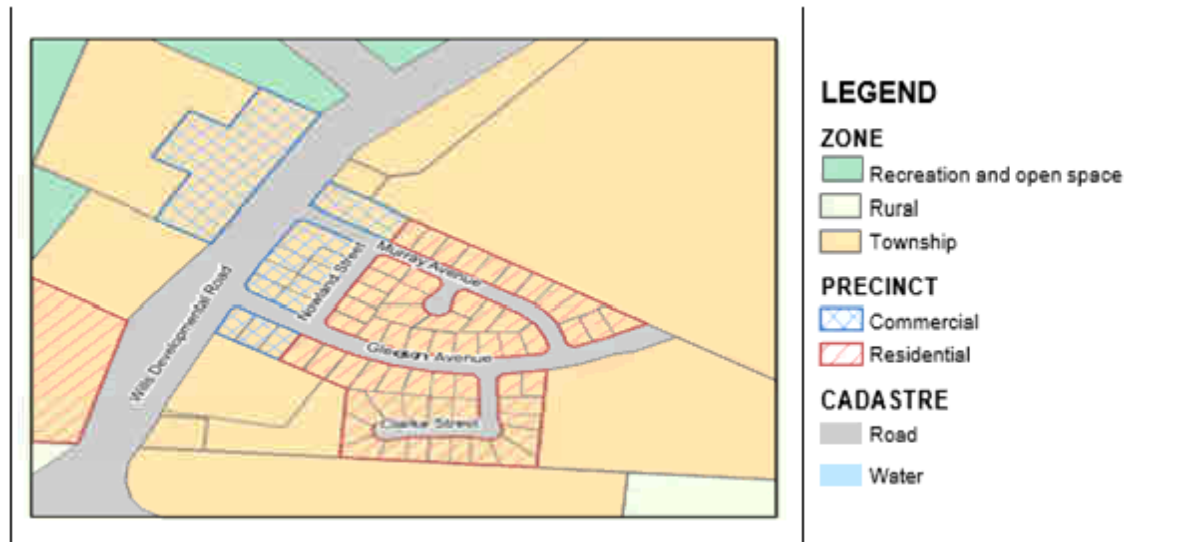 LEGEND
ZONE
Recreation and open space
Rural
Township
PRECINCT
Commercial
Residential
CADASTRE
Road
Water
Murray Avenue
Nowland Street
Wills Developmental Road
Avenue
Street